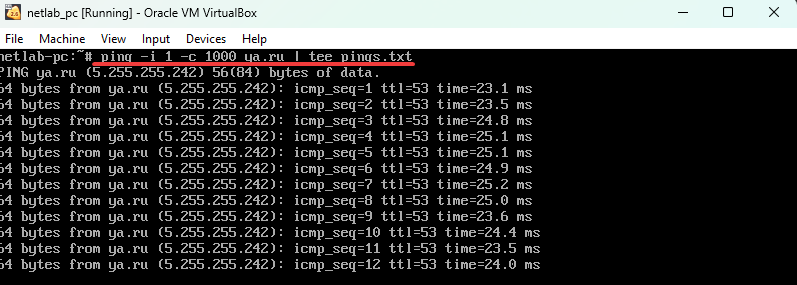 netlab_pc [Running] - Oracle VM VirtualBox
File Machine View Input Devices Help
netlab-pc:~# ping -i 1 -c 1000 ya.ru | tee pings.txt
PING ya.ru (5.255.255.242) 56(84) bytes of data.
64 bytes from ya.ru (5.255.255.242): icmp_seq=1 ttl=53 time=23.1 ms
64 bytes from ya.ru (5.255.255.242): icmp_seq=2 ttl=53 time=23.5 ms
64 bytes from ya.ru (5.255.255.242): icmp_seq=3 ttl=53 time=24.8 ms
64 bytes from ya.ru (5.255.255.242): icmp_seq=4 ttl=53 time=25.1 ms
64 bytes from ya.ru (5.255.255.242): icmp_seq=5 ttl=53 time=25.1 ms
64 bytes from ya.ru (5.255.255.242): icmp_seq=6 ttl=53 time=24.9 ms
64 bytes from ya.ru (5.255.255.242): icmp_seq=7 ttl=53 time=25.2 ms
64 bytes from ya.ru (5.255.255.242): icmp_seq=8 ttl=53 time=25.0 ms
64 bytes from ya.ru (5.255.255.242): icmp_seq=9 ttl=53 time=23.6 ms
64 bytes from ya.ru (5.255.255.242): icmp_seq=10 ttl=53 time=24.4 ms
64 bytes from ya.ru (5.255.255.242): icmp_seq=11 ttl=53 time=23.5 ms
64 bytes from ya.ru (5.255.255.242): icmp_seq=12 ttl=53 time=24.0 ms